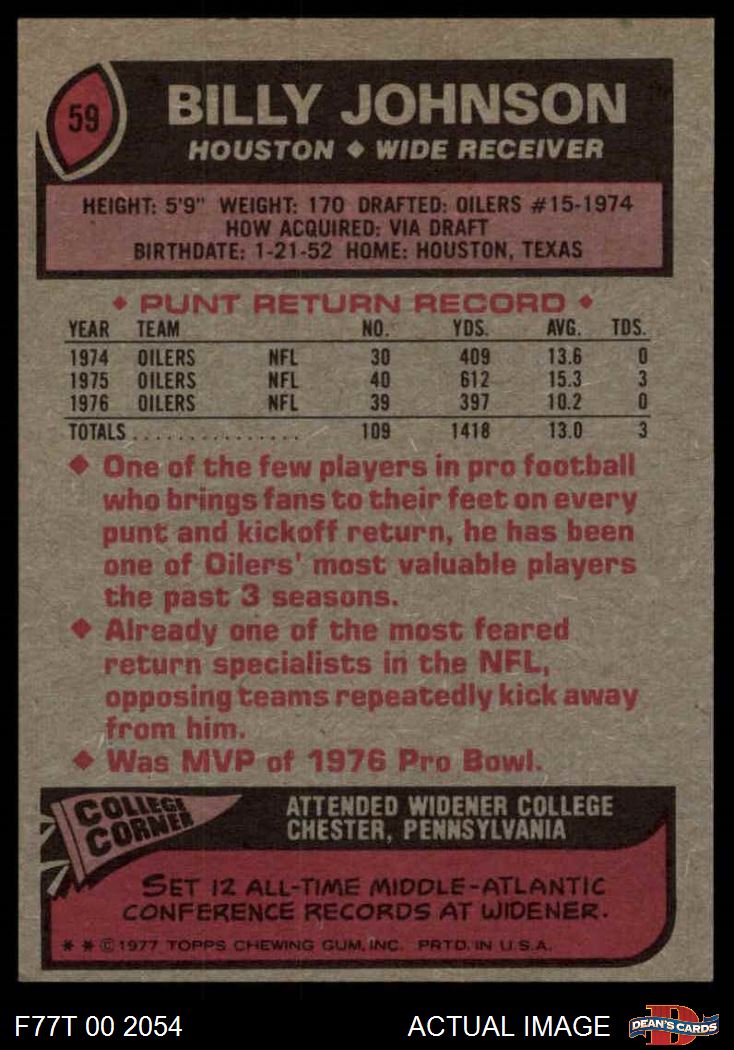 59
BILLY JOHNSON
HOUSTON ◆ WIDE RECEIVER
HEIGHT: 5'9" WEIGHT: 170 DRAFTED: OILERS #15-1974
HOW ACQUIRED: VIA DRAFT
BIRTHDATE: 1-21-52 HOME: HOUSTON, TEXAS
◆ PUNT RETURN RECORD ◆
YEAR TEAM NO. YDS. AVG. TDS.
1974 OILERS NFL 30 409 13.6 0
1975 OILERS NFL 40 612 15.3 3
1976 OILERS NFL 39 397 10.2 0
TOTALS................ 109 1418 13.0 3
◆ One of the few players in pro football
who brings fans to their feet on every
punt and kickoff return, he has been
one of Oilers' most valuable players
the past 3 seasons.
◆ Already one of the most feared
return specialists in the NFL,
opposing teams repeatedly kick away
from him.
◆ Was MVP of 1976 Pro Bowl.
COLLEGE
CORNER
ATTENDED WIDENER COLLEGE
CHESTER, PENNSYLVANIA
SET 12 ALL-TIME MIDDLE-ATLANTIC
CONFERENCE RECORDS AT WIDENER.
* * © 1977 TOPPS CHEWING GUM, INC. PRTD. IN U.S.A.
F77T 00 2054 ACTUAL IMAGE
D
DEAN'S CARDS